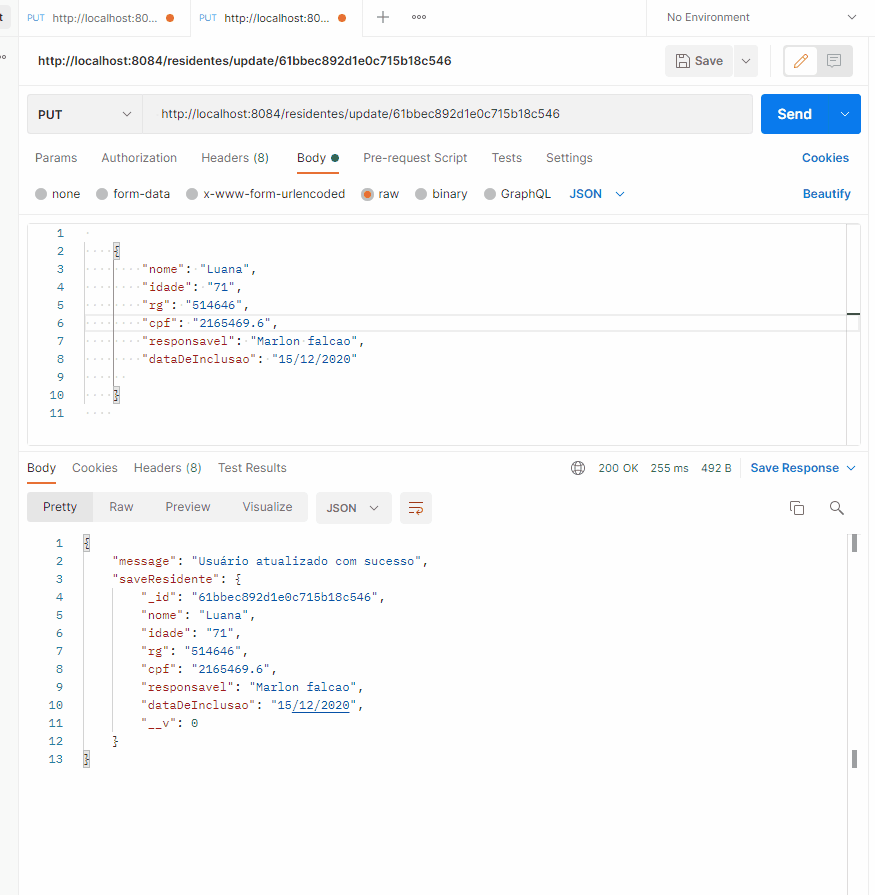 t PUT http://localhost:80... PUT http://localhost:80... No Environment
http://localhost:8084/residentes/update/61bbec892d1e0c715b18c546 Save
PUT http://localhost:8084/residentes/update/61bbec892d1e0c715b18c546 Send
Params Authorization Headers (8) Body Pre-request Script Tests Settings Cookies
none form-data x-www-form-urlencoded raw binary GraphQL JSON Beautify
1
2 {
3 "nome": "Luana",
4 "idade": "71",
5 "rg": "514646",
6 "cpf": "2165469.6",
7 "responsavel": "Marlon falcao",
8 "dataDeInclusao": "15/12/2020"
9
10 }
11
Body Cookies Headers (8) Test Results 200 OK 255 ms 492 B Save Response
Pretty Raw Preview Visualize JSON
1 {
2 "message": "Usuário atualizado com sucesso",
3 "saveResidente": {
4 "_id": "61bbec892d1e0c715b18c546",
5 "nome": "Luana",
6 "idade": "71",
7 "rg": "514646",
8 "cpf": "2165469.6",
9 "responsavel": "Marlon falcao",
10 "dataDeInclusao": "15/12/2020",
11 "__v": 0
12 }
13 }